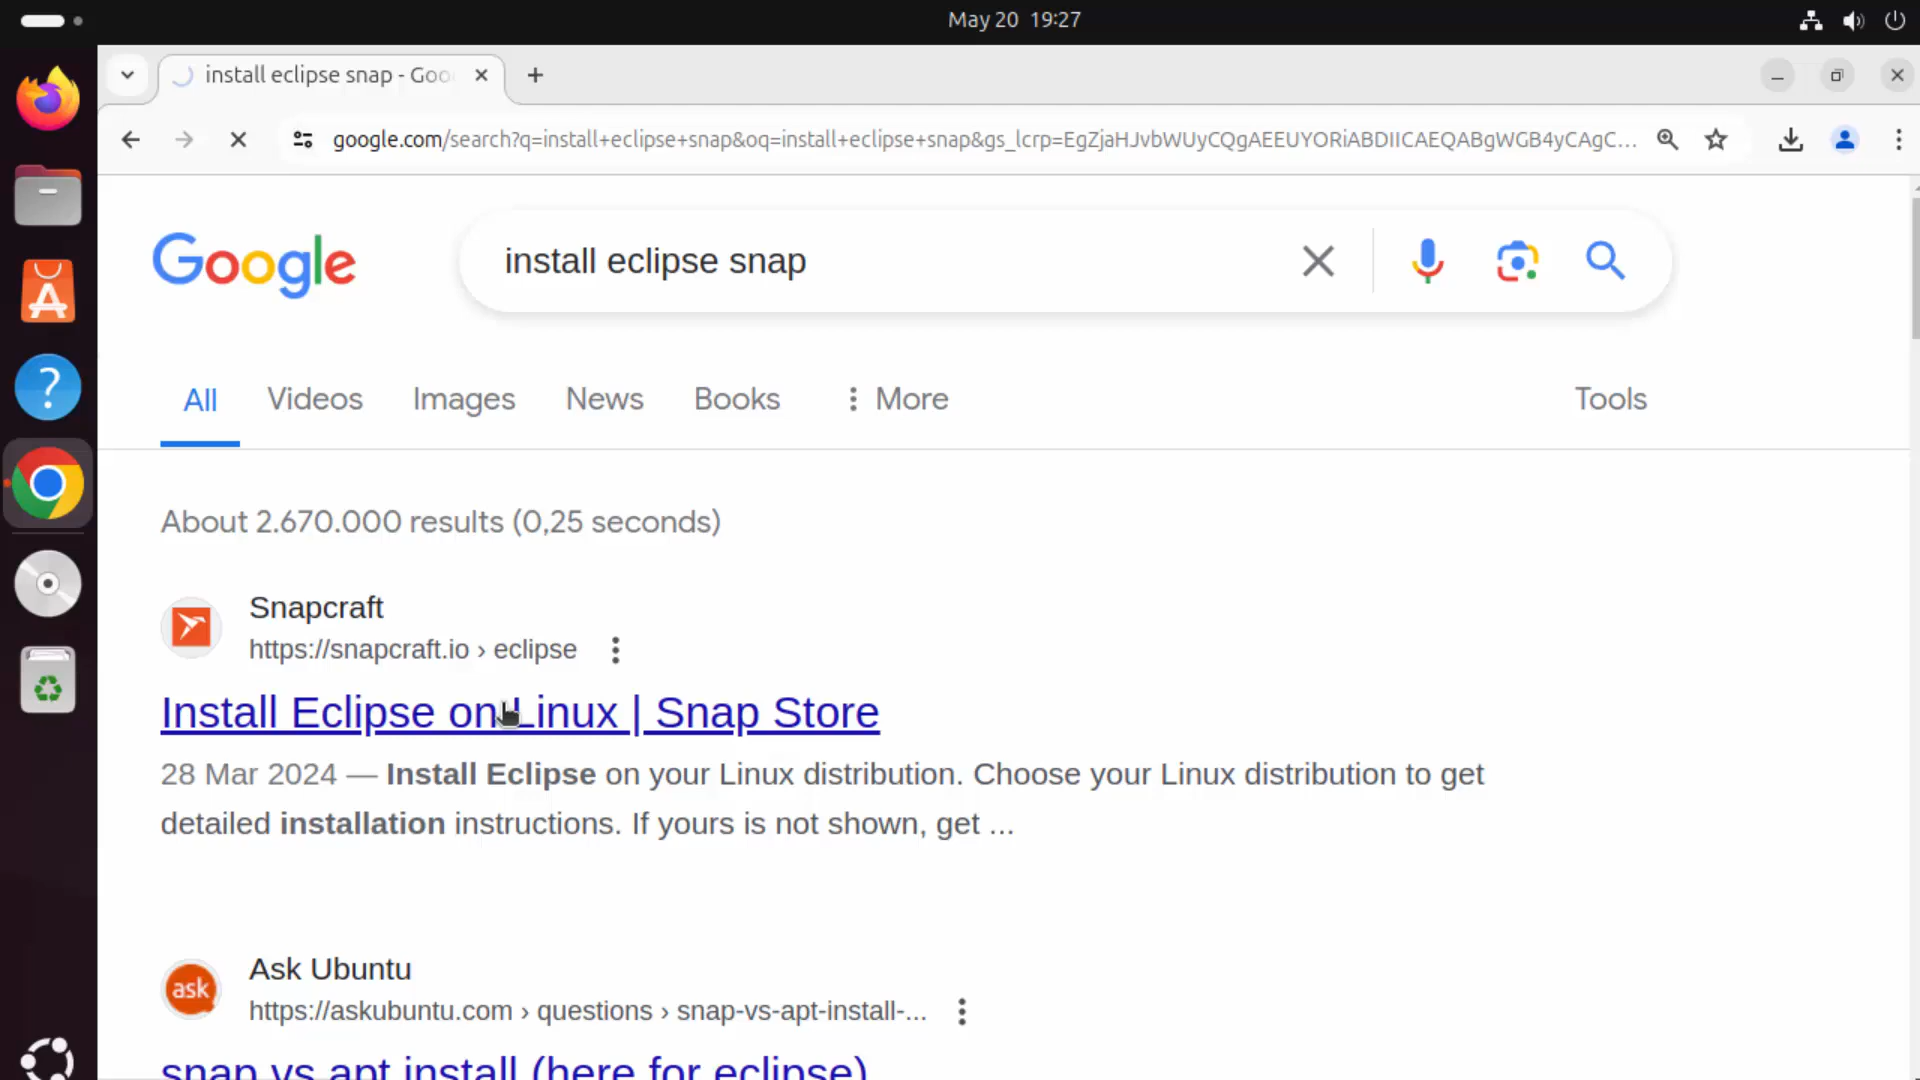 May 20 19:27
install eclipse snap - Goo
google.com/search?q=install+eclipse+snap&oq=install+eclipse+snap&gs_lcrp=EgZjaHJvbWUyCQgAEEUYORiABDIICAEQABgWGB4yCAgC...
Google
install eclipse snap
All
Videos
Images
News
Books
More
Tools
About 2.670.000 results (0,25 seconds)
Snapcraft
https://snapcraft.io › eclipse
Install Eclipse on Linux | Snap Store
28 Mar 2024 — Install Eclipse on your Linux distribution. Choose your Linux distribution to get
detailed installation instructions. If yours is not shown, get ...
ask
Ask Ubuntu
https://askubuntu.com › questions › snap-vs-apt-install-...
snap vs apt install (here for eclipse)